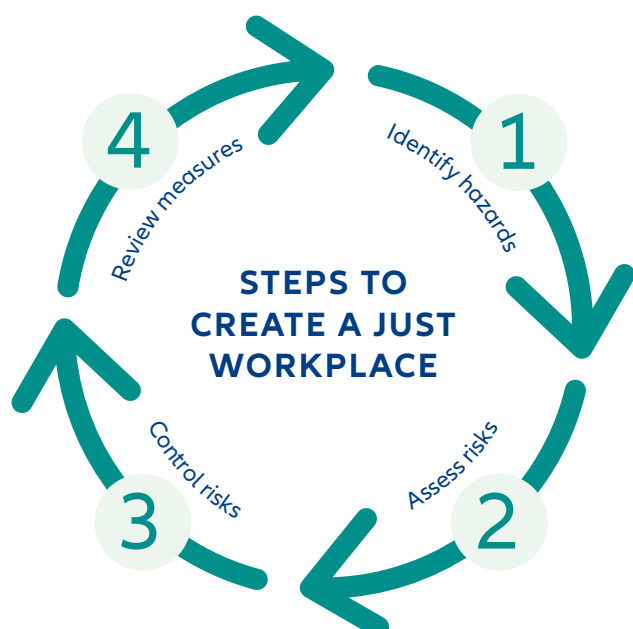 STEPS TO
CREATE A JUST
WORKPLACE
1
Identify hazards
2
Assess risks
3
Control risks
4
Review measures